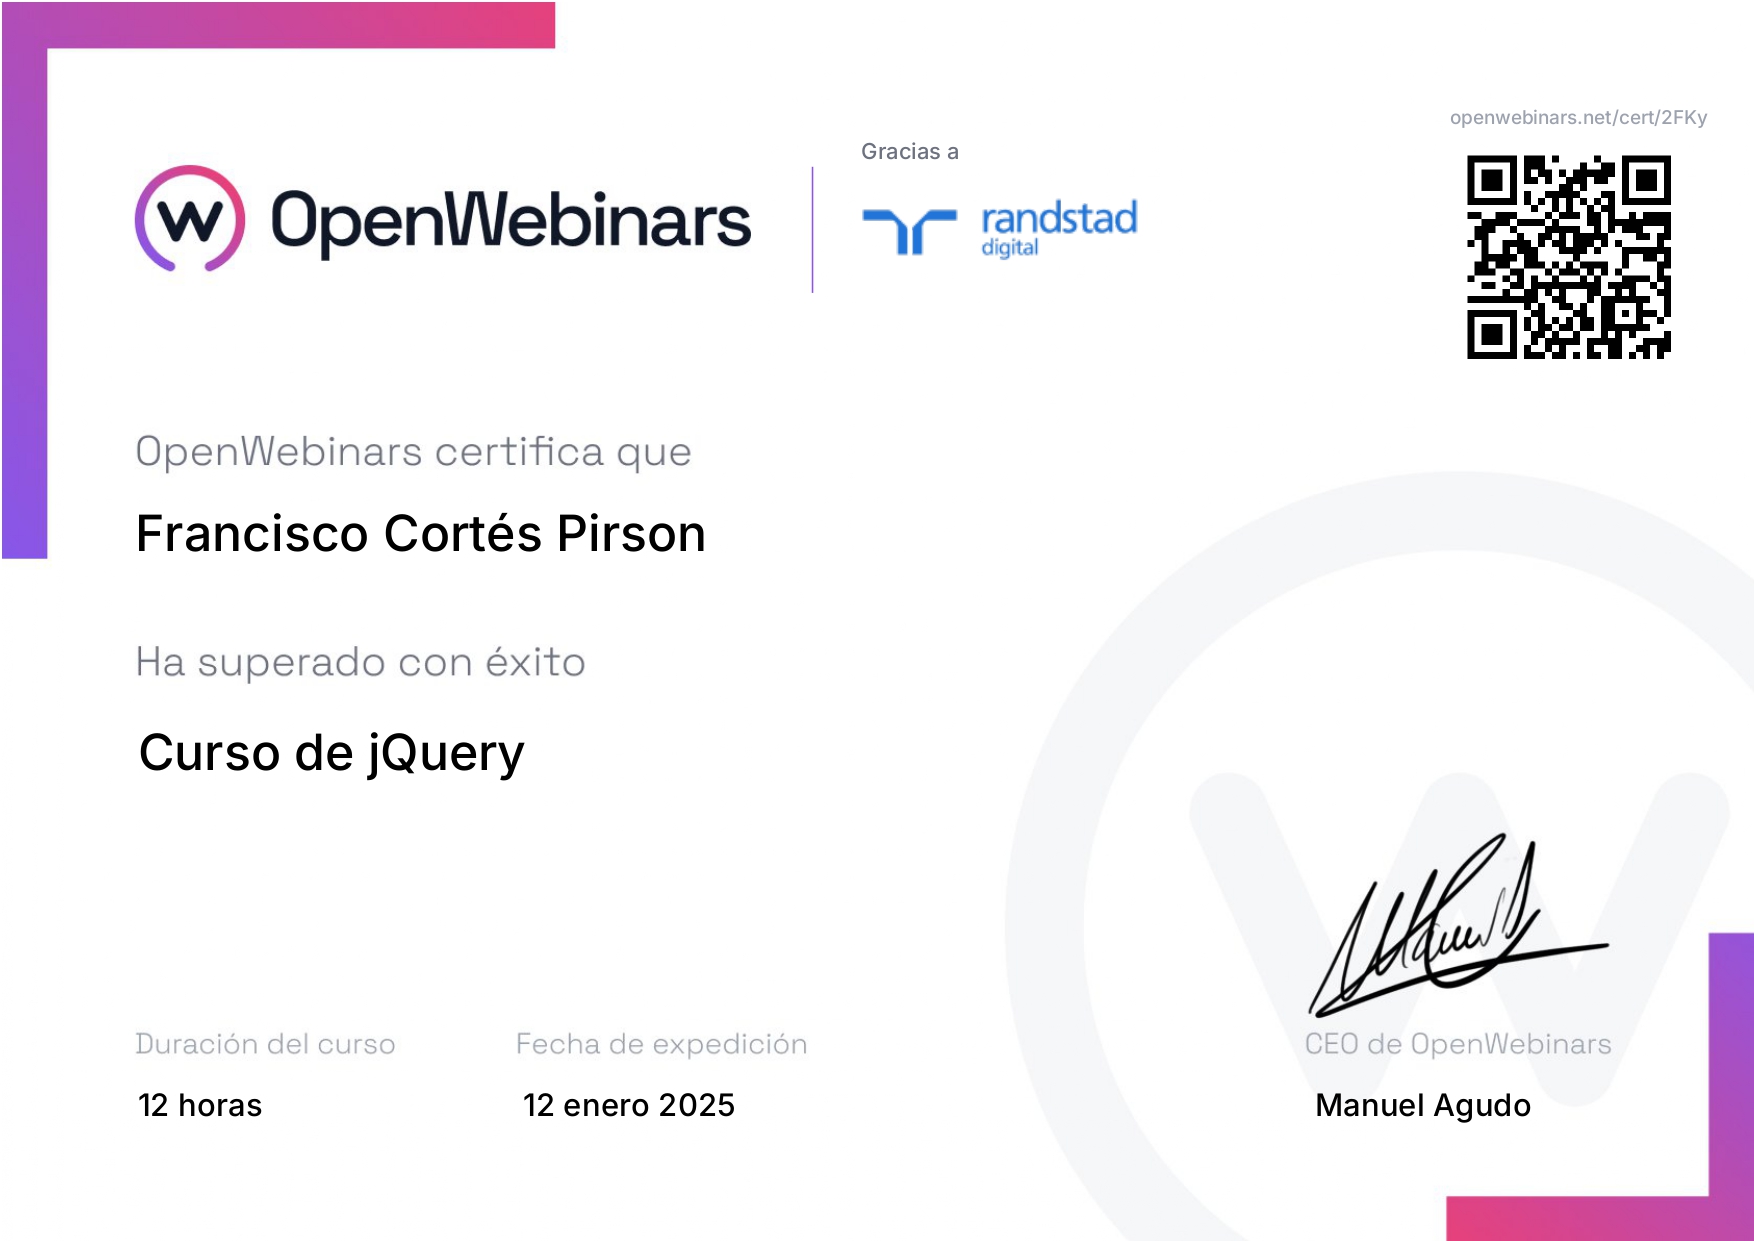 openwebinars.net/cert/2FKy
Gracias a
OpenWebinars
randstad
digital
OpenWebinars certifica que
Francisco Cortés Pirson
Ha superado con éxito
Curso de jQuery
Duración del curso
12 horas
Fecha de expedición
12 enero 2025
CEO de OpenWebinars
Manuel Agudo